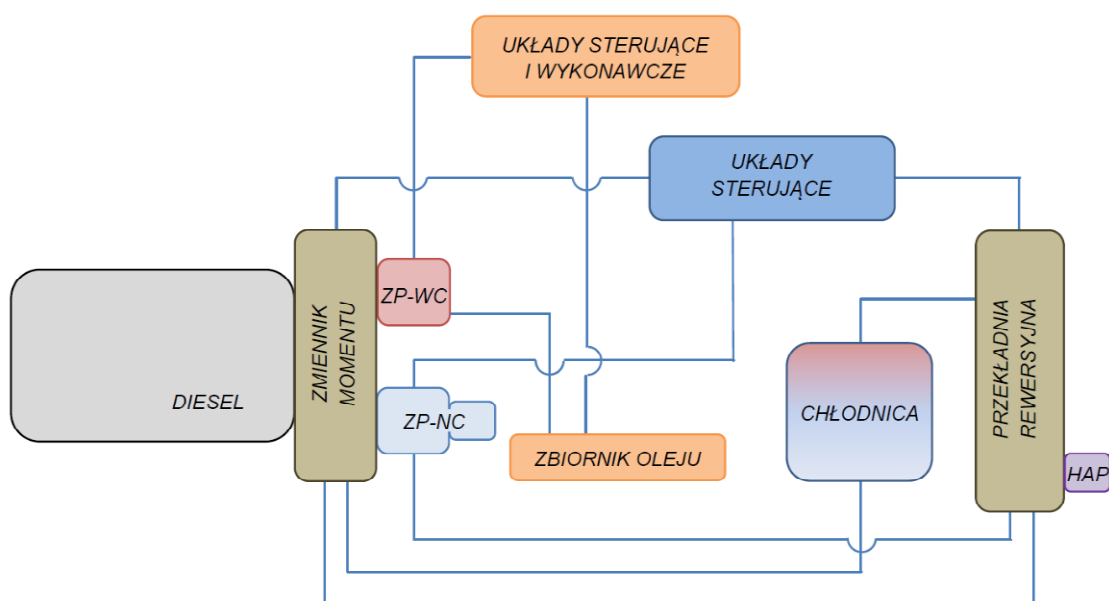 UKŁADY STERUJĄCE
I WYKONAWCZE
UKŁADY
STERUJĄCE
ZMIENNIK
MOMENTU
ZP-WC
DIESEL
ZP-NC
ZBIORNIK OLEJU
CHŁODNICA
PRZEKŁADNIA
REWERSYJNA
HAP